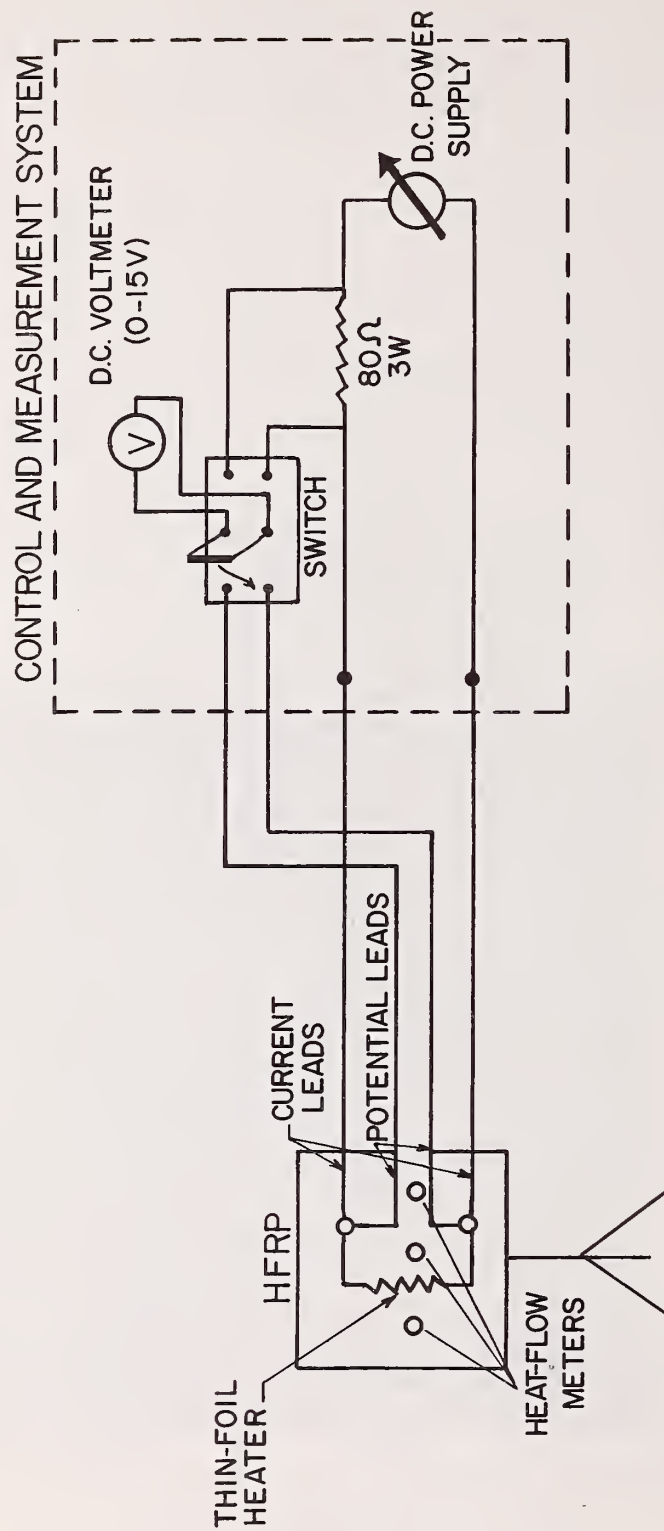 CONTROL AND MEASUREMENT SYSTEM
D.C. VOLTMETER
(0-15V)
V
SWITCH
80Ω
3W
D.C. POWER
SUPPLY
CURRENT
LEADS
POTENTIAL LEADS
HFRP
THIN-FOIL
HEATER
HEAT-FLOW
METERS